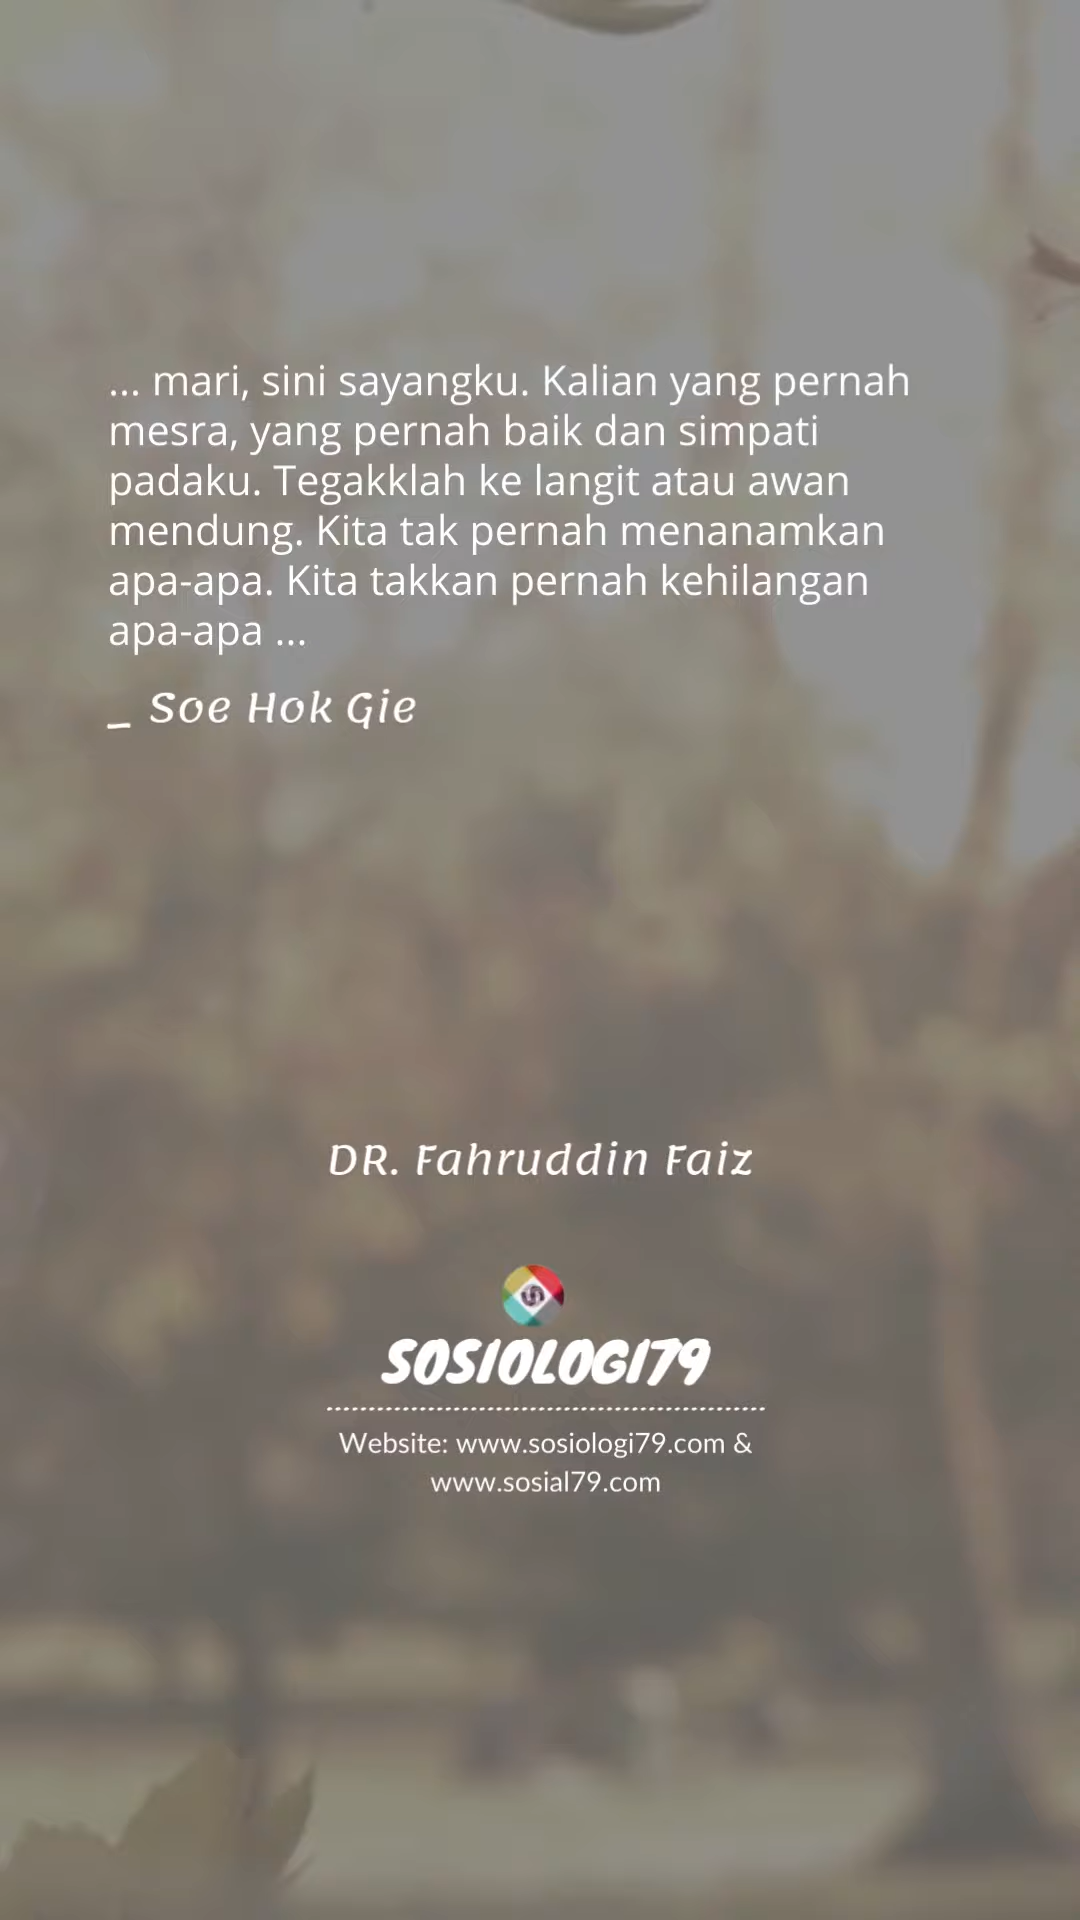 ... mari, sini sayangku. Kalian yang pernah
mesra, yang pernah baik dan simpati
padaku. Tegakklah ke langit atau awan
mendung. Kita tak pernah menanamkan
apa-apa. Kita takkan pernah kehilangan
apa-apa ...
_ Soe Hok Gie
DR. Fahruddin Faiz
SOSIOLOGI79
Website: www.sosiologi79.com &
www.sosial79.com